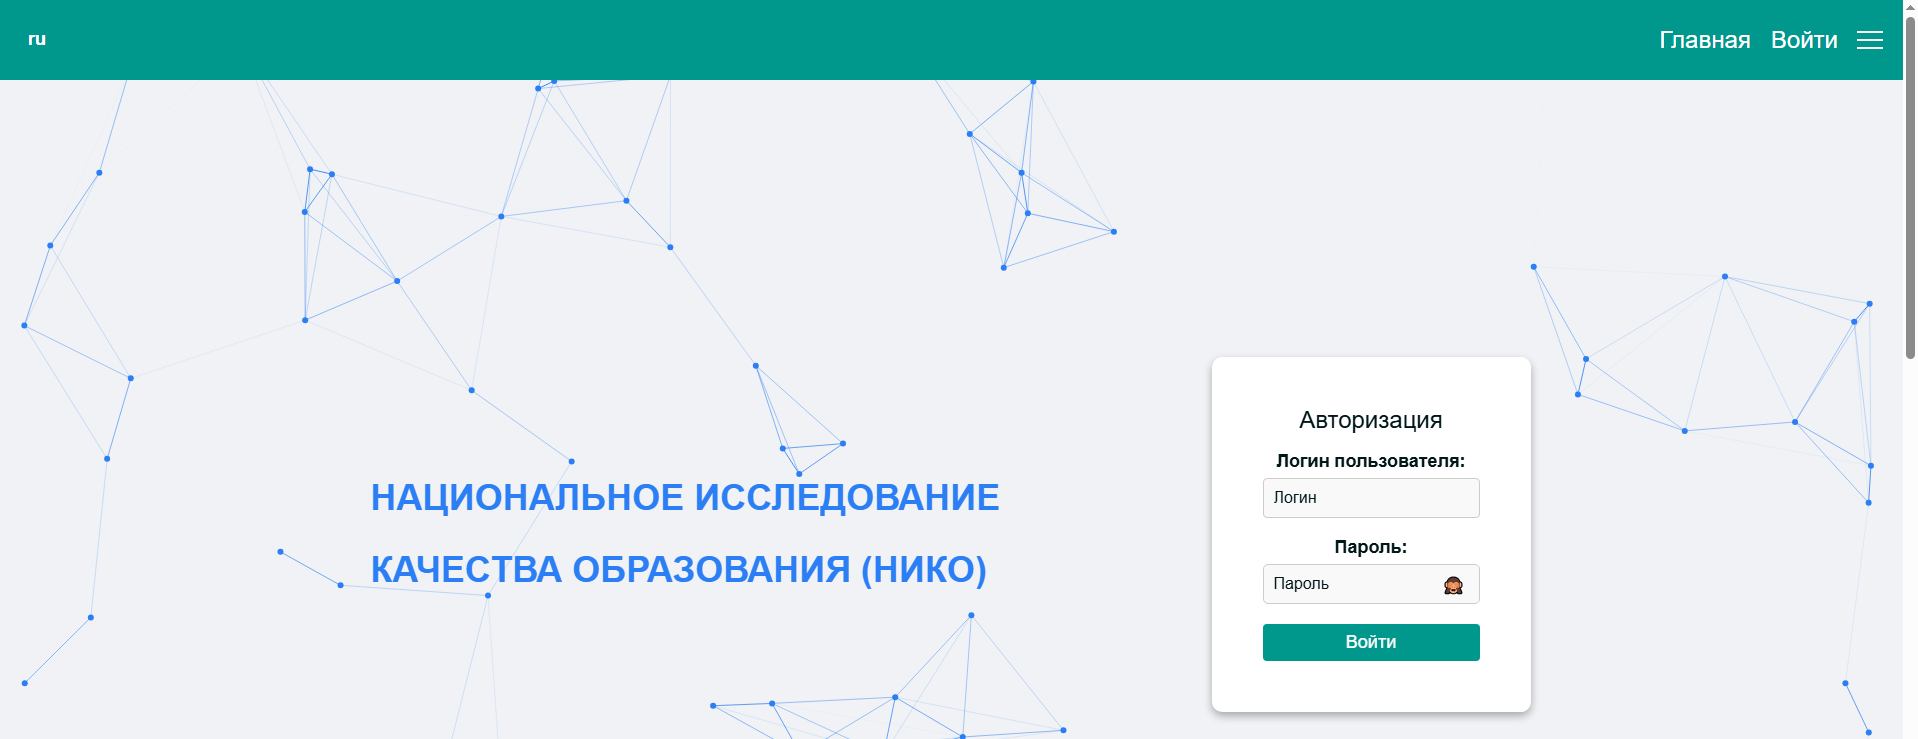 ru
Главная Войти
НАЦИОНАЛЬНОЕ ИССЛЕДОВАНИЕ
КАЧЕСТВА ОБРАЗОВАНИЯ (НИКО)
Авторизация
Логин пользователя:
Логин
Пароль:
Пароль
Войти